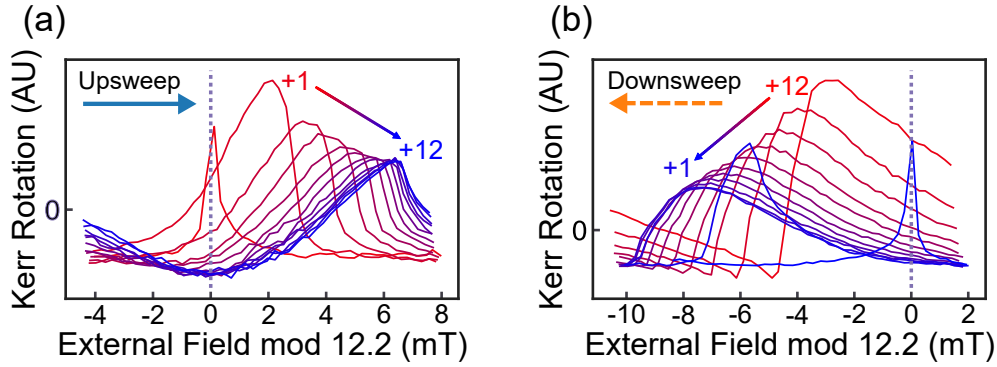 (a)
Kerr Rotation (AU)
Upsweep
+1
+12
0
-4 -2 0 2 4 6 8
External Field mod 12.2 (mT)
(b)
Kerr Rotation (AU)
Downsweep
+12
+1
0
-10 -8 -6 -4 -2 0 2
External Field mod 12.2 (mT)